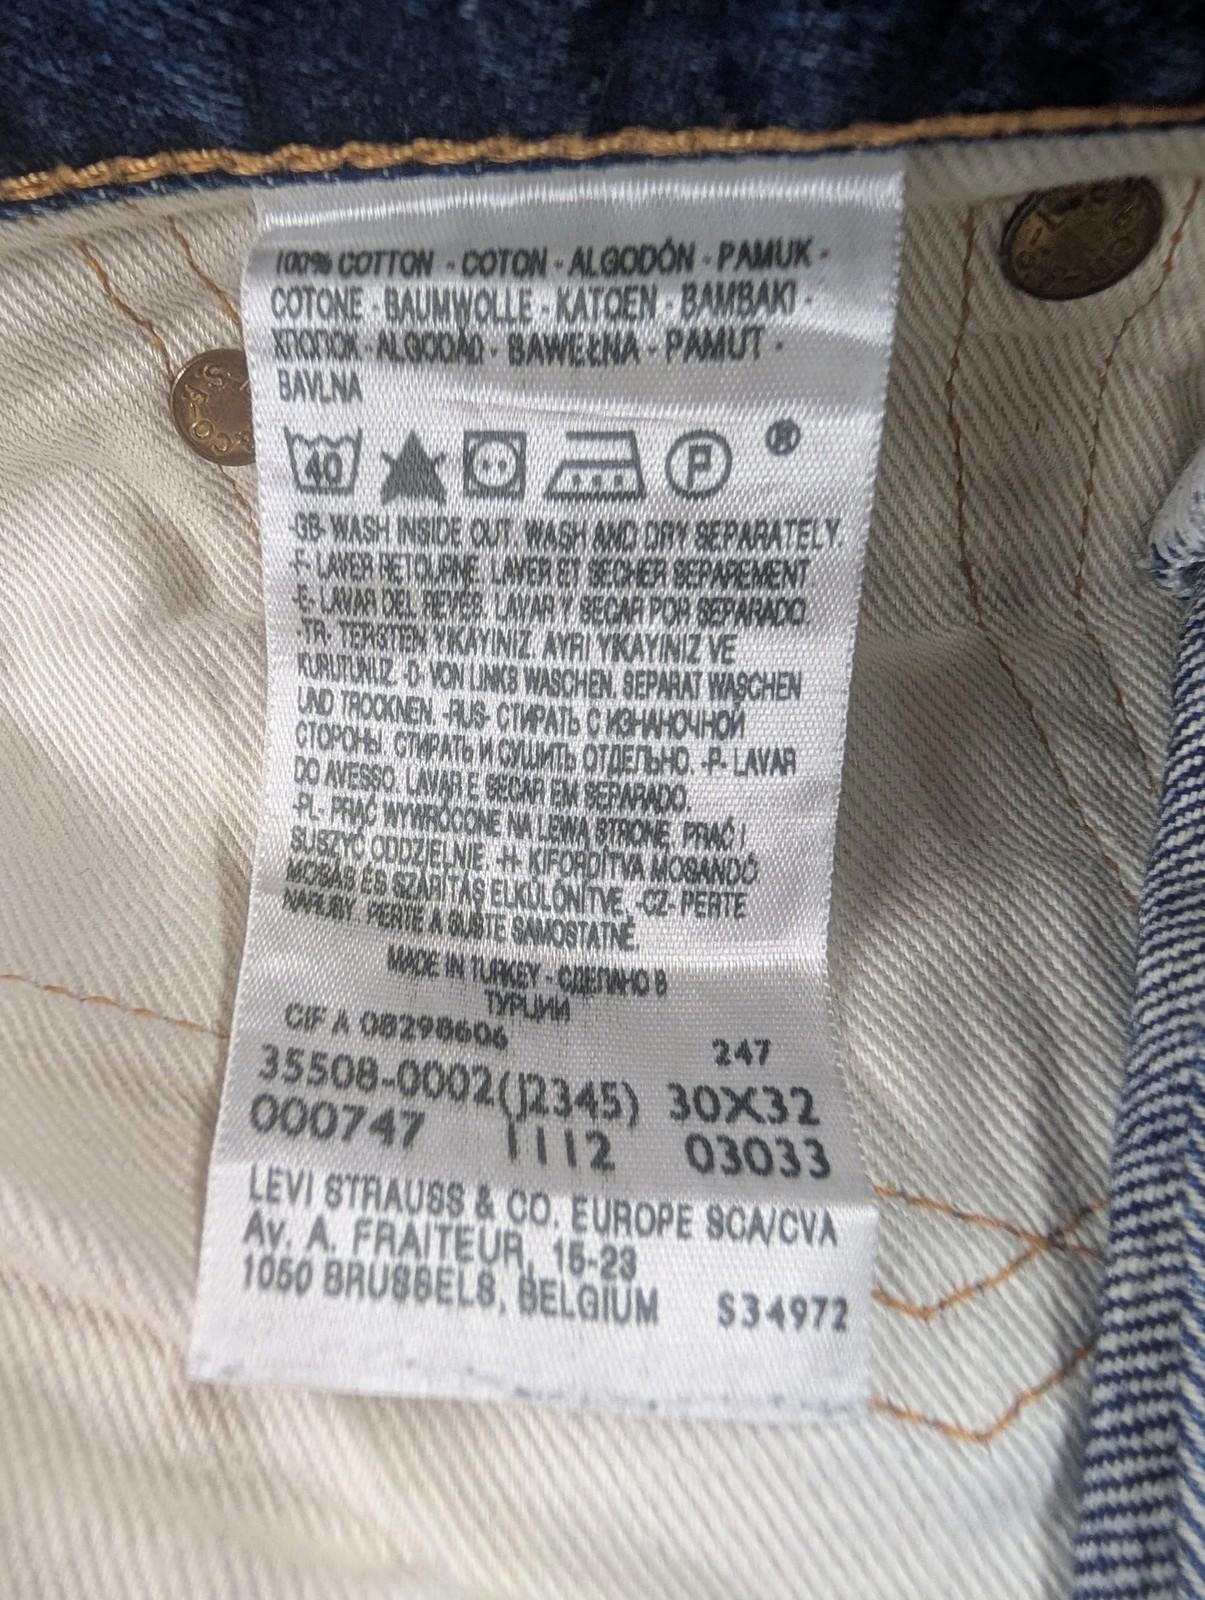 100% COTTON - COTON - ALGODÓN - PAMUK -
COTONE - BAUMWOLLE - KATOEN - BAMBAKI -
ХЛОПОК - ALGODÃO - BAWEŁNA - PAMUT -
BAVLNA
40 P ®
-GB- WASH INSIDE OUT. WASH AND DRY SEPARATELY.
-F- LAVER RETOURNE. LAVER ET SECHER SEPAREMENT
-E- LAVAR DEL REVÉS. LAVAR Y SECAR POR SEPARADO.
-TR- TERSTEN YIKAYINIZ. AYRI YIKAYINIZ VE
KURUTUNUZ. -D- VON LINKS WASCHEN. SEPARAT WASCHEN
UND TROCKNEN. -RUS- СТИРАТЬ С ИЗНАНОЧНОЙ
СТОРОНЫ. СТИРАТЬ И СУШИТЬ ОТДЕЛЬНО. -P- LAVAR
DO AVESSO. LAVAR E SECAR EM SEPARADO.
-PL- PRAĆ WYWRÓCONE NA LEWĄ STRONĘ. PRAĆ I
SUSZYĆ ODDZIELNIE. -H- KIFORDÍTVA MOSANDÓ
MOSÁS ÉS SZÁRÍTÁS ELKÜLÖNÍTVE. -CZ- PERTE
NARUBY. PERTE A SUŠTE SAMOSTATNĚ.
MADE IN TURKEY - СДЕЛАНО В
ТУРЦИИ
CIF A 08298606
247
35508-0002(J2345) 30X32
000747 1112 03033
LEVI STRAUSS & CO. EUROPE SCA/CVA
AV. A. FRAITEUR, 15-23
1050 BRUSSELS, BELGIUM S34972